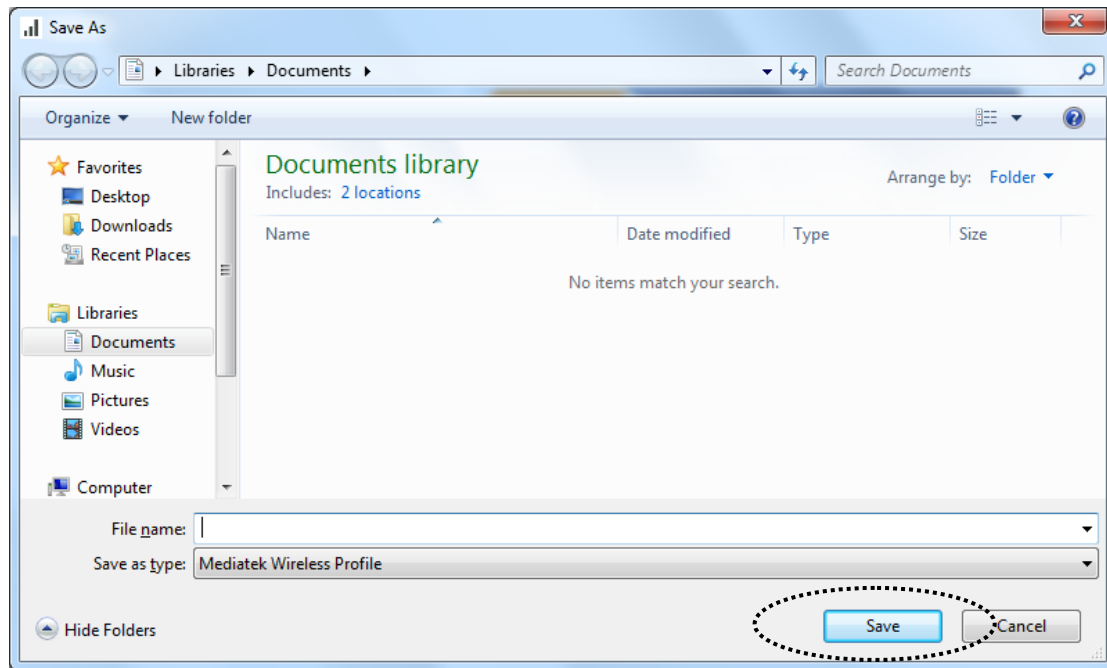 Save As
Libraries Documents
Search Documents
Organize New folder
Favorites
Desktop
Downloads
Recent Places
Libraries
Documents
Music
Pictures
Videos
Computer
Documents library
Includes: 2 locations
Arrange by: Folder
Name Date modified Type Size
No items match your search.
File name:
Save as type: Mediatek Wireless Profile
Hide Folders
Save Cancel